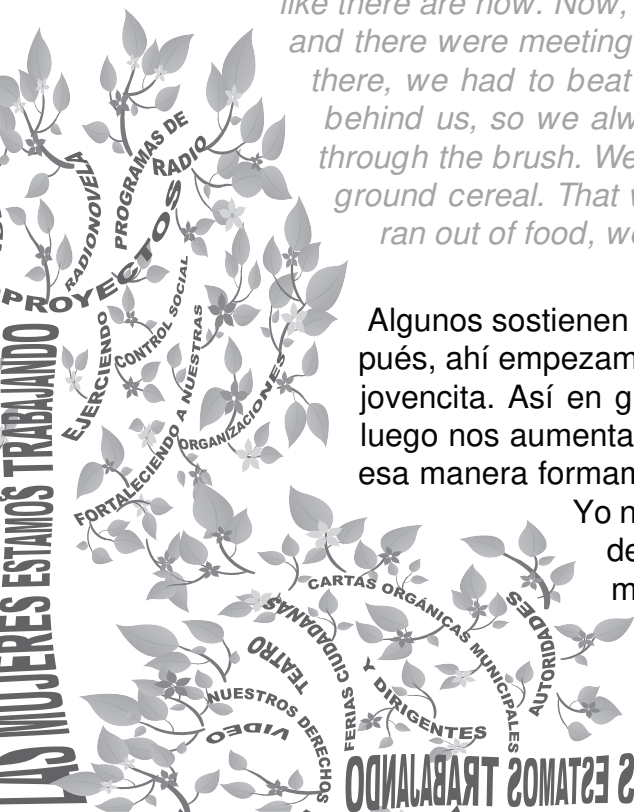 like there are now. Now,
and there were meeting
there, we had to beat
behind us, so we alw
through the brush. We
ground cereal. That w
ran out of food, we
Algunos sostienen
pués, ahí empezam
jovencita. Así en g
luego nos aumenta
esa manera forman
Yo n
de
m
PROGRAMAS DE
RADIO
RADIONOVELA
PROYECTOS
EJERCIENDO
CONTROL SOCIAL
FORTALECIENDO A NUESTRAS
ORGANIZACIONES
LAS MUJERES ESTAMOS TRABAJANDO
CARTAS ORGÁNICAS MUNICIPALES
FERIAS CIUDADANAS
TEATRO
NUESTROS DERECHOS
VIDEO
Y DIRIGENTES
AUTORIDADES
S ESTAMOS TRABAJANDO